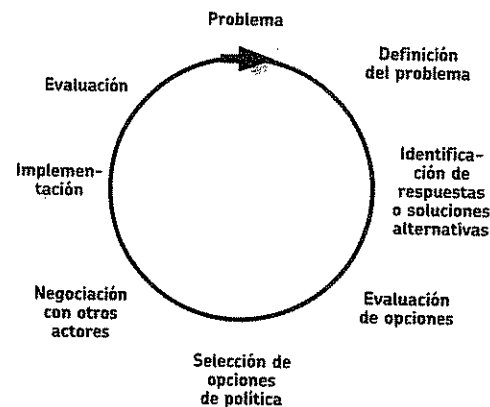 Problema
Definición
del problema
Identifica-
ción de
respuestas
o soluciones
alternativas
Evaluación
de opciones
Selección de
opciones
de política
Negociación
con otros
actores
Implemen-
tación
Evaluación